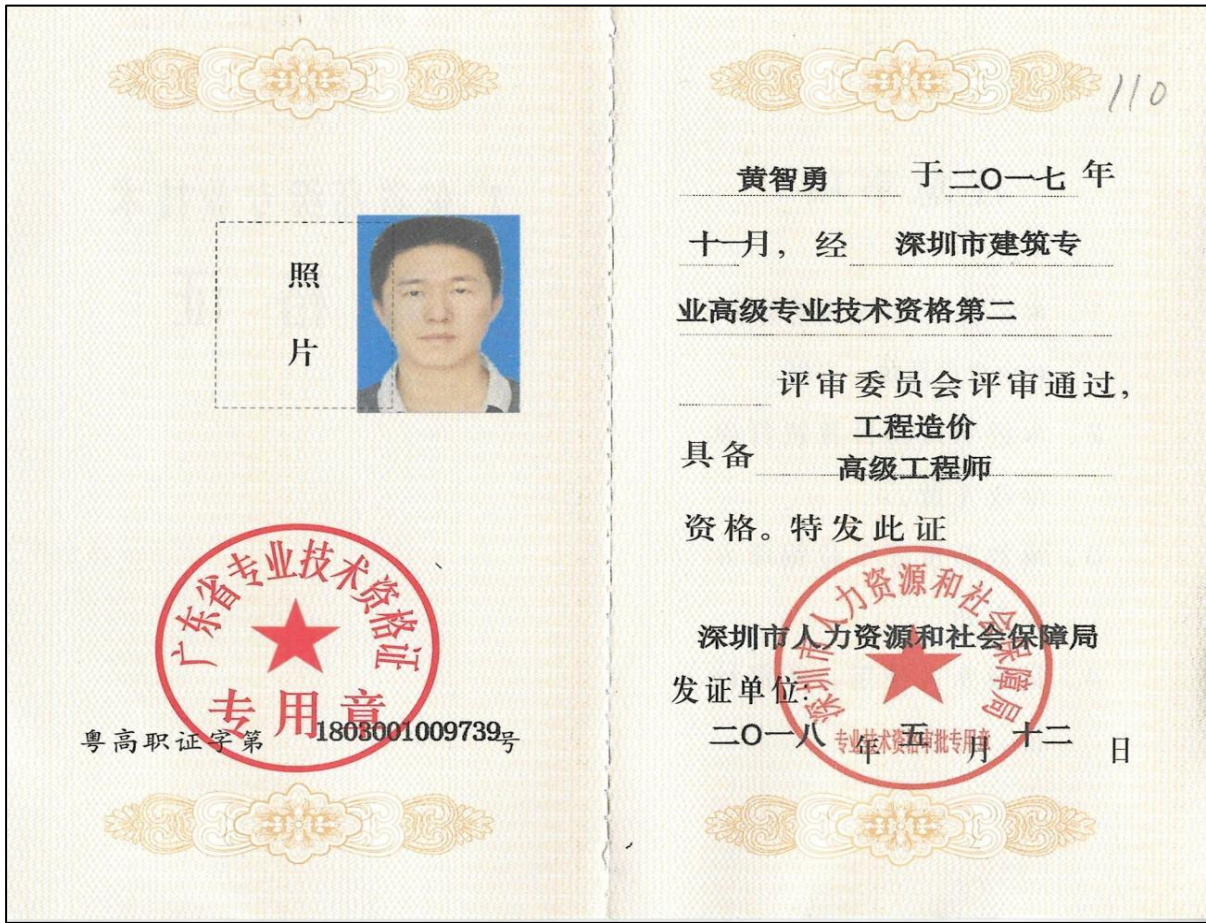 照
片
广东省专业技术资格证
专用章
粤高职证字第 1803001009739号
110
黄智勇 于二〇一七 年
十一月，经 深圳市建筑专
业高级专业技术资格第二
评审委员会评审通过，
工程造价
具备 高级工程师
资格。特发此证
深圳市人力资源和社会保障局
深圳市人力资源和社会保障局
发证单位：
专业技术资格审批专用章
二〇一八 年 五 月 十二 日